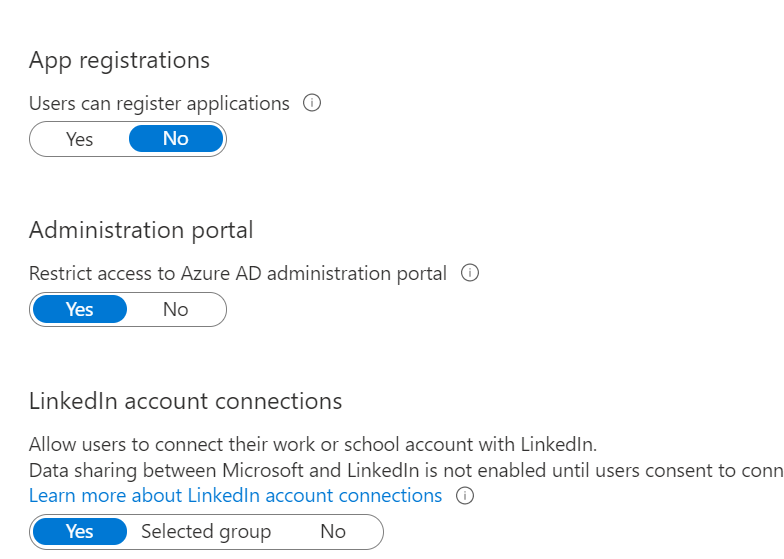 App registrations
Users can register applications
Yes No
Administration portal
Restrict access to Azure AD administration portal
Yes No
LinkedIn account connections
Allow users to connect their work or school account with LinkedIn.
Data sharing between Microsoft and LinkedIn is not enabled until users consent to conn
Learn more about LinkedIn account connections
Yes Selected group No